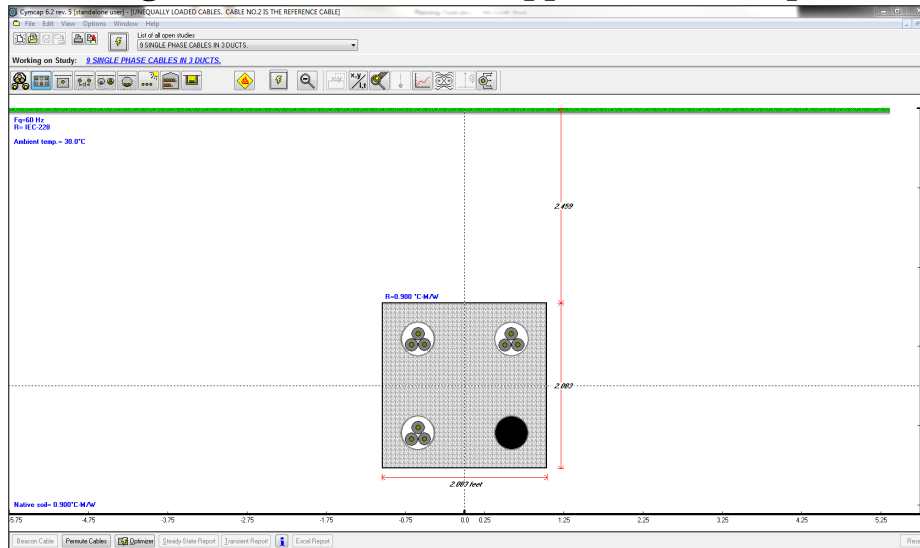 Cymcap 6.2 rev. 5 [standalone user] - [UNEQUALLY LOADED CABLES. CABLE NO.2 IS THE REFERENCE CABLE]
File Edit View Options Window Help
List of all open studies
9 SINGLE PHASE CABLES IN 3 DUCTS.
Working on Study: 9 SINGLE PHASE CABLES IN 3 DUCTS.
x.y
I,t
Fq=60 Hz
R= IEC-228
Ambient temp.= 30.0°C
2.459
R=0.900 °C-M/W
2.083
2.083 feet
Native soil= 0.900°C-M/W
-5.75 -4.75 -3.75 -2.75 -1.75 -0.75 0.0 0.25 1.25 2.25 3.25 4.25 5.25
Beacon Cable Permute Cables Optimizer Steady-State Report Transient Report Excel Report